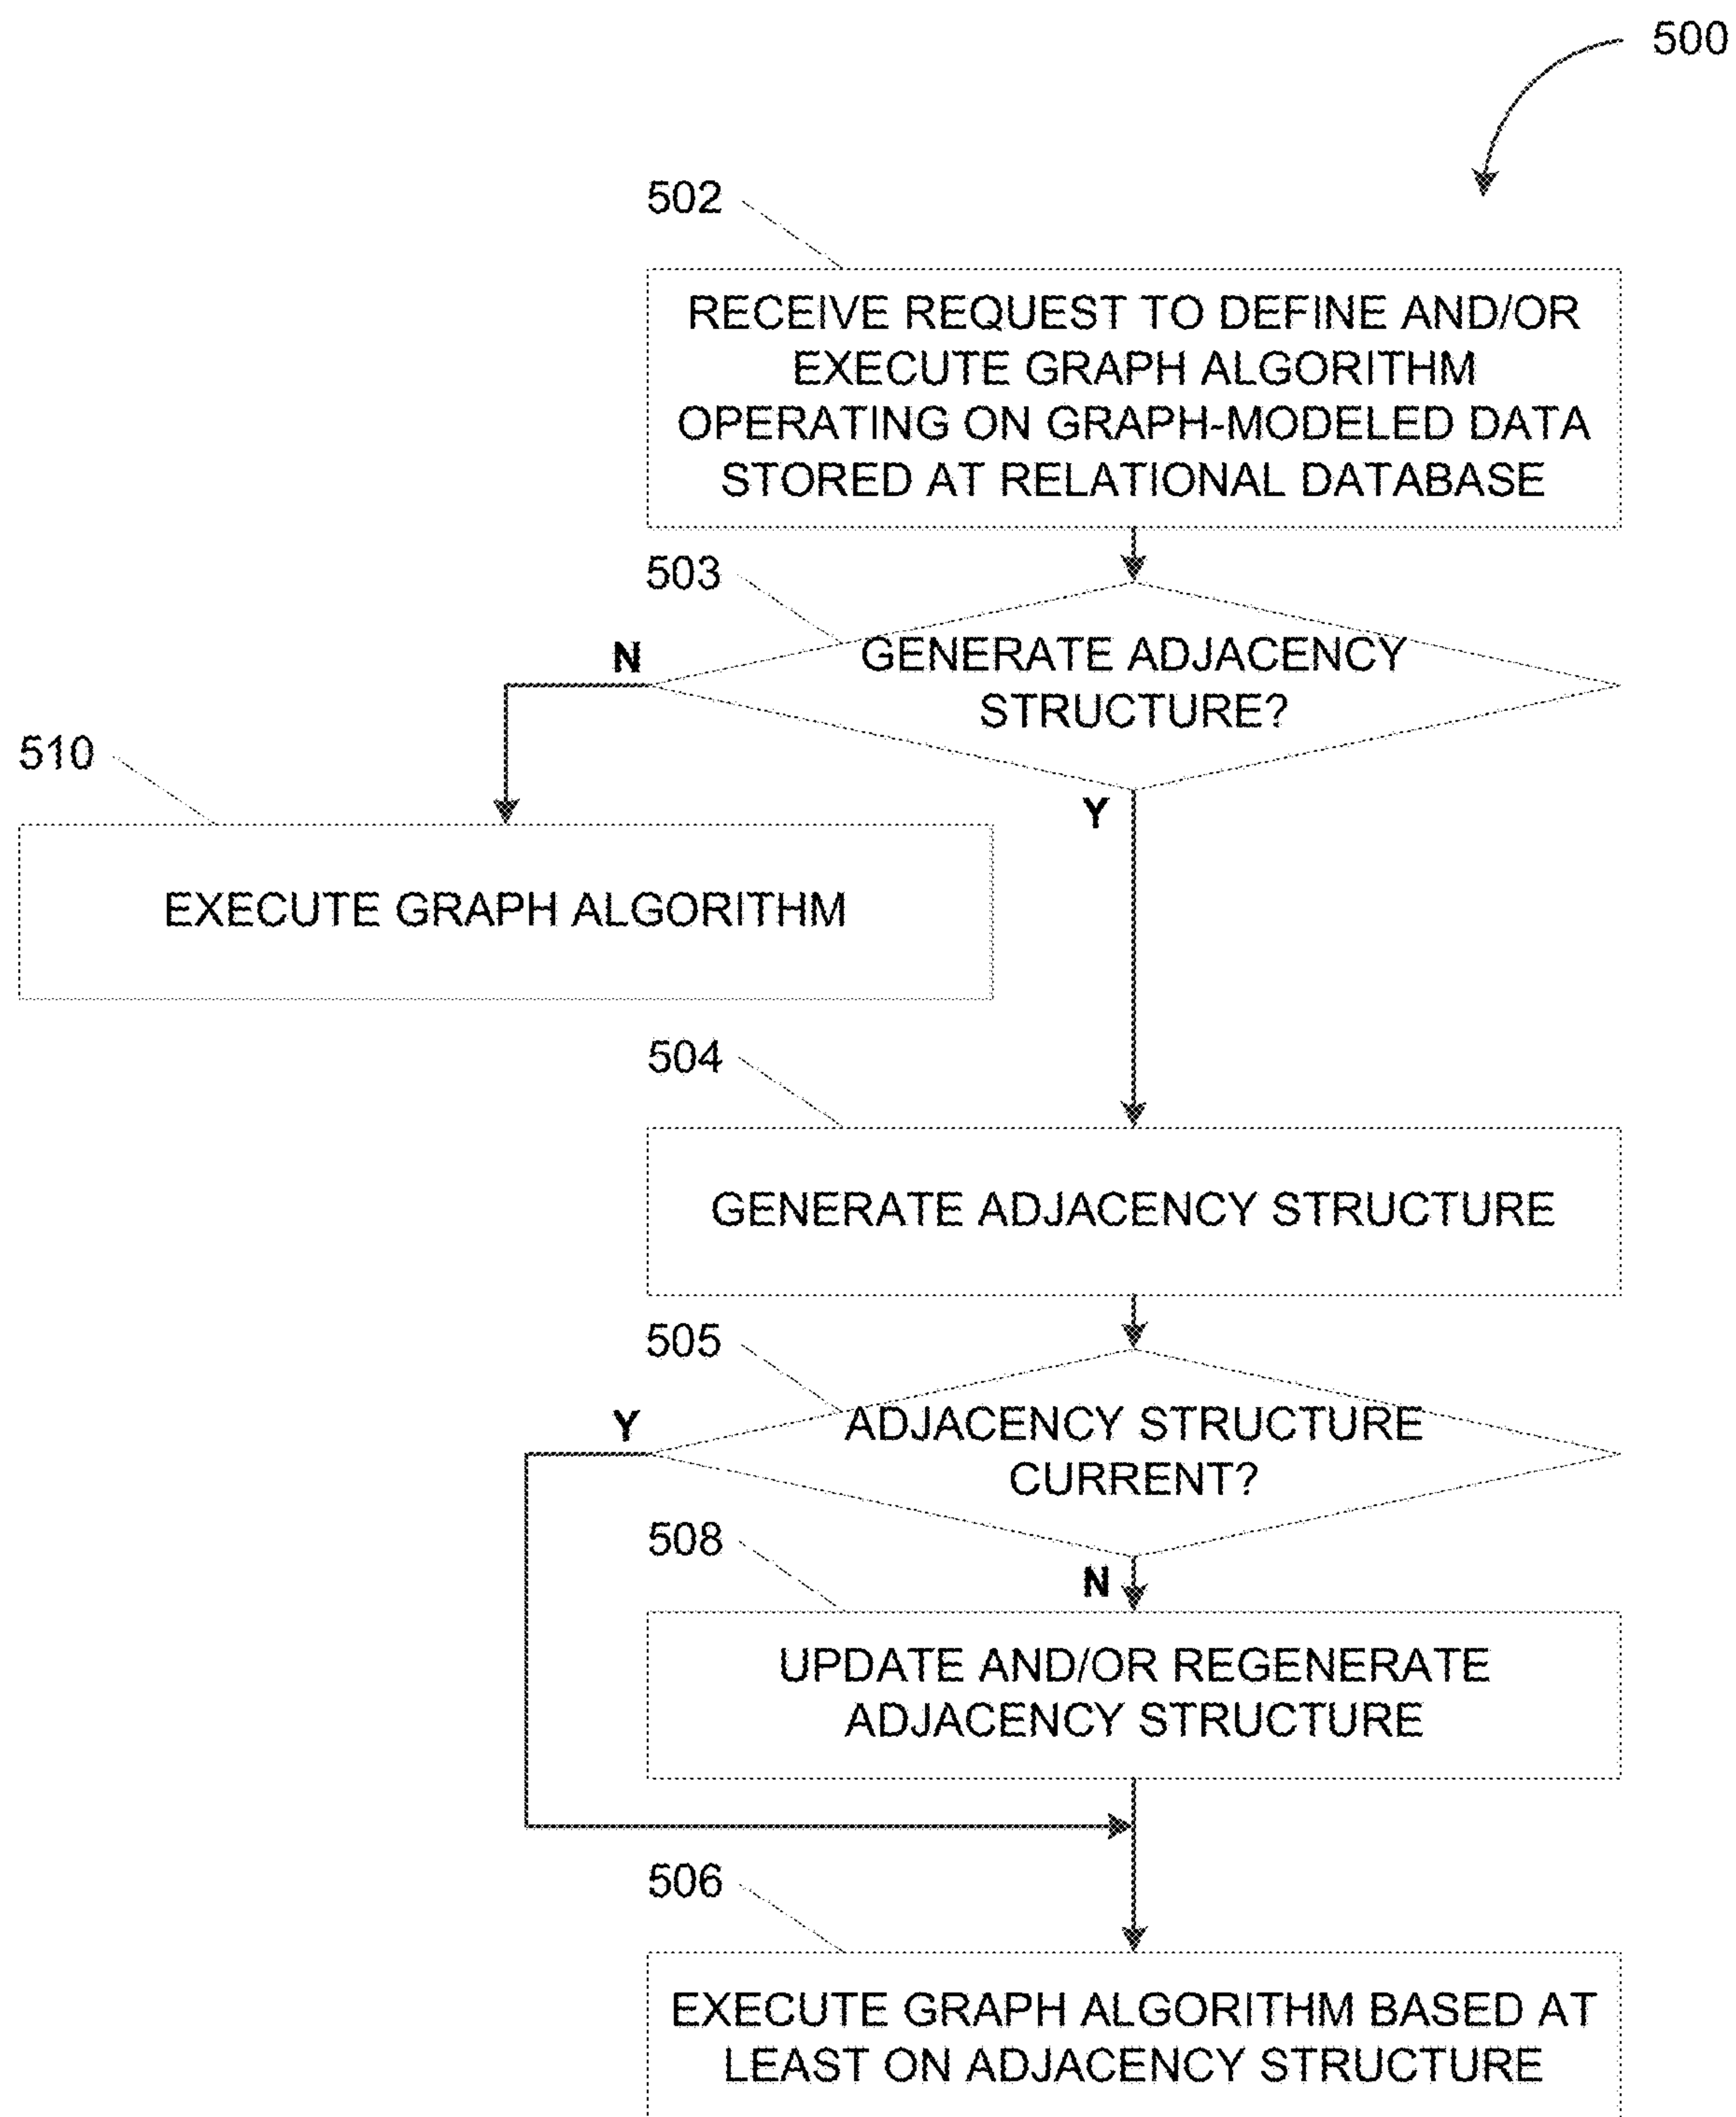 500
502
RECEIVE REQUEST TO DEFINE AND/OR
EXECUTE GRAPH ALGORITHM
OPERATING ON GRAPH-MODELED DATA
STORED AT RELATIONAL DATABASE
503
N
GENERATE ADJACENCY
STRUCTURE?
Y
510
EXECUTE GRAPH ALGORITHM
504
GENERATE ADJACENCY STRUCTURE
505
Y
ADJACENCY STRUCTURE
CURRENT?
508
N
UPDATE AND/OR REGENERATE
ADJACENCY STRUCTURE
506
EXECUTE GRAPH ALGORITHM BASED AT
LEAST ON ADJACENCY STRUCTURE